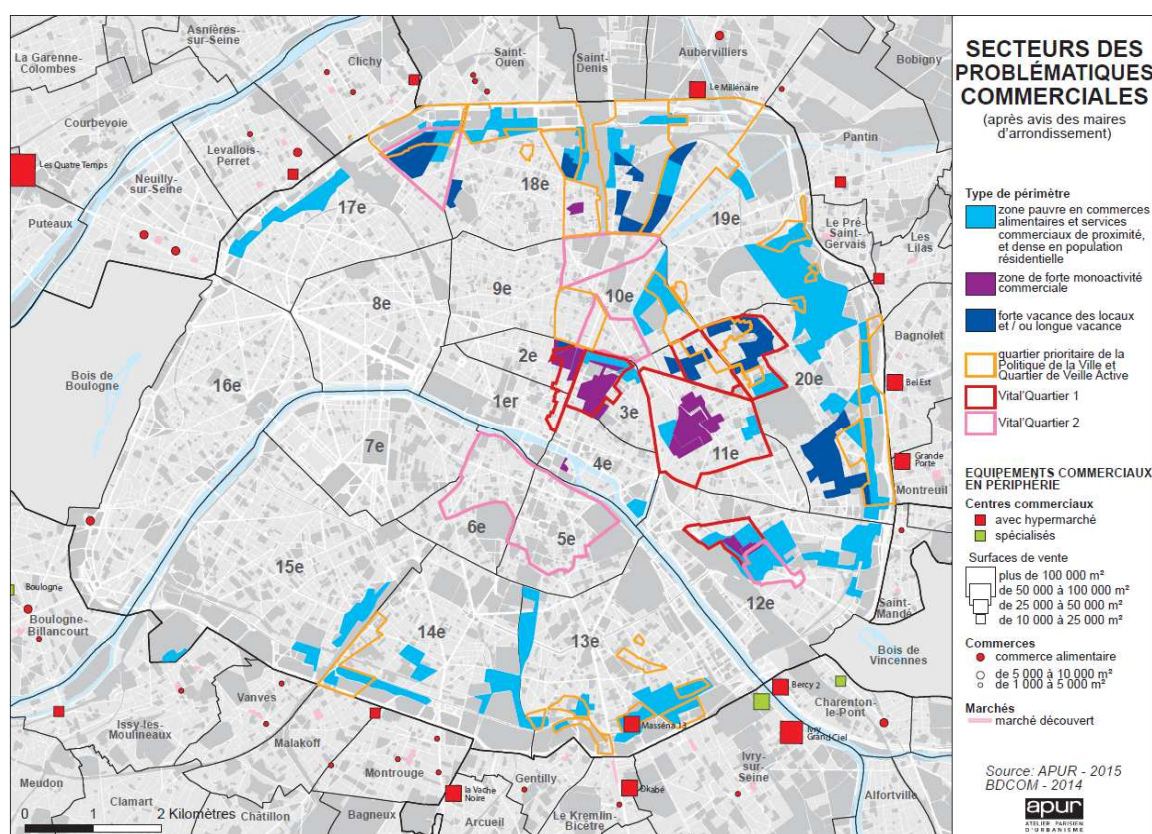 Asnières-
sur-Seine
La Garenne-
Colombes
Clichy
Saint-
Ouen
Saint-
Denis
Aubervilliers
Bobigny
Le Millénaire
Courbevoie
Levallois-
Perret
Pantin
Les Quatre Temps
Neuilly-
sur-Seine
Puteaux
17e
18e
19e
Le Pré-
Saint-
Gervais
Les
Lilas
8e
9e
10e
Bagnolet
Bois de
Boulogne
16e
2e
1er
3e
20e
Bel Est
7e
4e
11e
Grande
Porte
Montreuil
6e
5e
15e
12e
Saint-
Mandé
Boulogne
Boulogne-
Billancourt
14e
13e
Bois de
Vincennes
Vanves
Bercy 2
Charenton-
le-Pont
Issy-les-
Moulineaux
Malakoff
Masséna 13
Ivry
Grand Ciel
Montrouge
Gentilly
Ivry-
sur-
Seine
Meudon
la Vache
Noire
Okabé
Clamart
Châtillon
Bagneux
Arcueil
Le Kremlin-
Bicêtre
Alfortville
0 1 2 Kilomètres
SECTEURS DES
PROBLÉMATIQUES
COMMERCIALES
(après avis des maires
d'arrondissement)
Type de périmètre
zone pauvre en commerces
alimentaires et services
commerciaux de proximité,
et dense en population
résidentielle
zone de forte monoactivité
commerciale
forte vacance des locaux
et / ou longue vacance
quartier prioritaire de la
Politique de la Ville et
Quartier de Veille Active
Vital'Quartier 1
Vital'Quartier 2
EQUIPEMENTS COMMERCIAUX
EN PÉRIPHERIE
Centres commerciaux
avec hypermarché
spécialisés
Surfaces de vente
plus de 100 000 m²
de 50 000 à 100 000 m²
de 25 000 à 50 000 m²
de 10 000 à 25 000 m²
Commerces
commerce alimentaire
de 5 000 à 10 000 m²
de 1 000 à 5 000 m²
Marchés
marché découvert
Source: APUR - 2015
BDCOM - 2014
apur
ATELIER PARISIEN
D'URBANISME